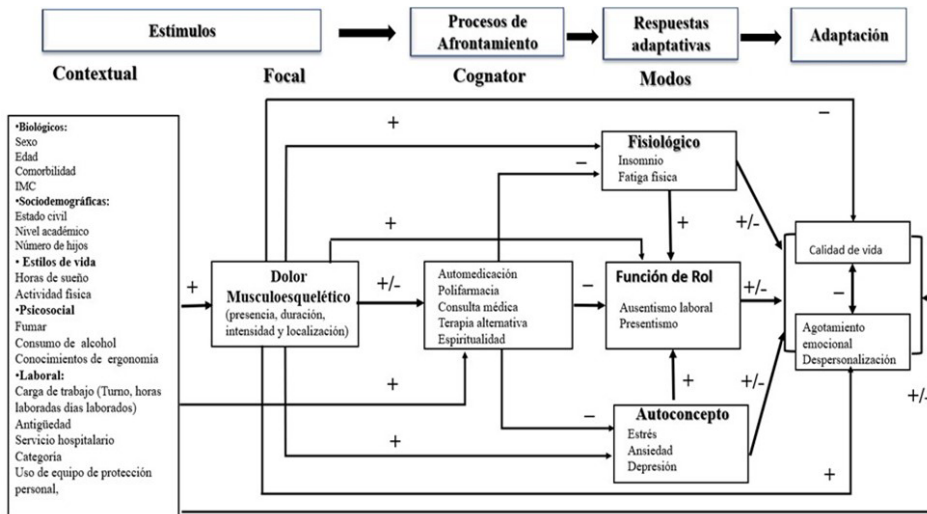 Estímulos
Procesos de
Afrontamiento
Respuestas
adaptativas
Adaptación
Contextual
Focal
Cognator
Modos
•Biológicos:
Sexo
Edad
Comorbilidad
IMC
•Sociodemográficas:
Estado civil
Nivel académico
Número de hijos
• Estilos de vida
Horas de sueño
Actividad física
• Psicosocial
Fumar
Consumo de alcohol
Conocimientos de ergonomía
•Laboral:
Carga de trabajo (Turno, horas
laboradas días laborados)
Antigüedad
Servicio hospitalario
Categoría
Uso de equipo de protección
personal,
+
Dolor
Musculoesquelético
(presencia, duración,
intensidad y localización)
+/-
Automedicación
Polifarmacia
Consulta médica
Terapia alternativa
Espiritualidad
+
–
+
+
+
–
–
Fisiológico
Insomnio
Fatiga física
+
Función de Rol
Ausentismo laboral
Presentismo
+
Autoconcepto
Estrés
Ansiedad
Depresión
+/-
+/-
+/-
–
Calidad de vida
–
Agotamiento
emocional
Despersonalización
+
+/-